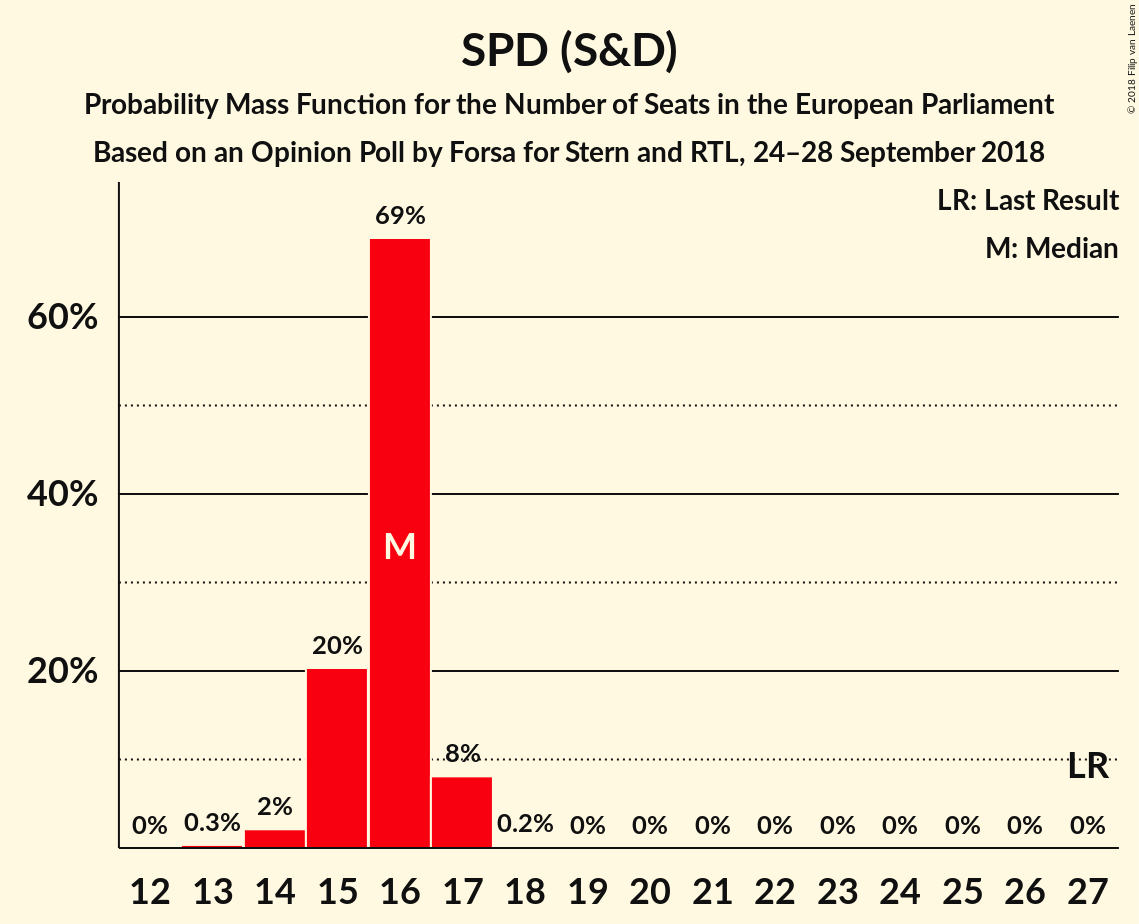 SPD (S&D)
Probability Mass Function for the Number of Seats in the European Parliament
Based on an Opinion Poll by Forsa for Stern and RTL, 24–28 September 2018
© 2018 Filip van Laenen
LR: Last Result
M: Median
69%
60%
40%
M
20%
20%
8%
LR
0% 0.3% 2% 0.2% 0% 0% 0% 0% 0% 0% 0% 0% 0%
12 13 14 15 16 17 18 19 20 21 22 23 24 25 26 27